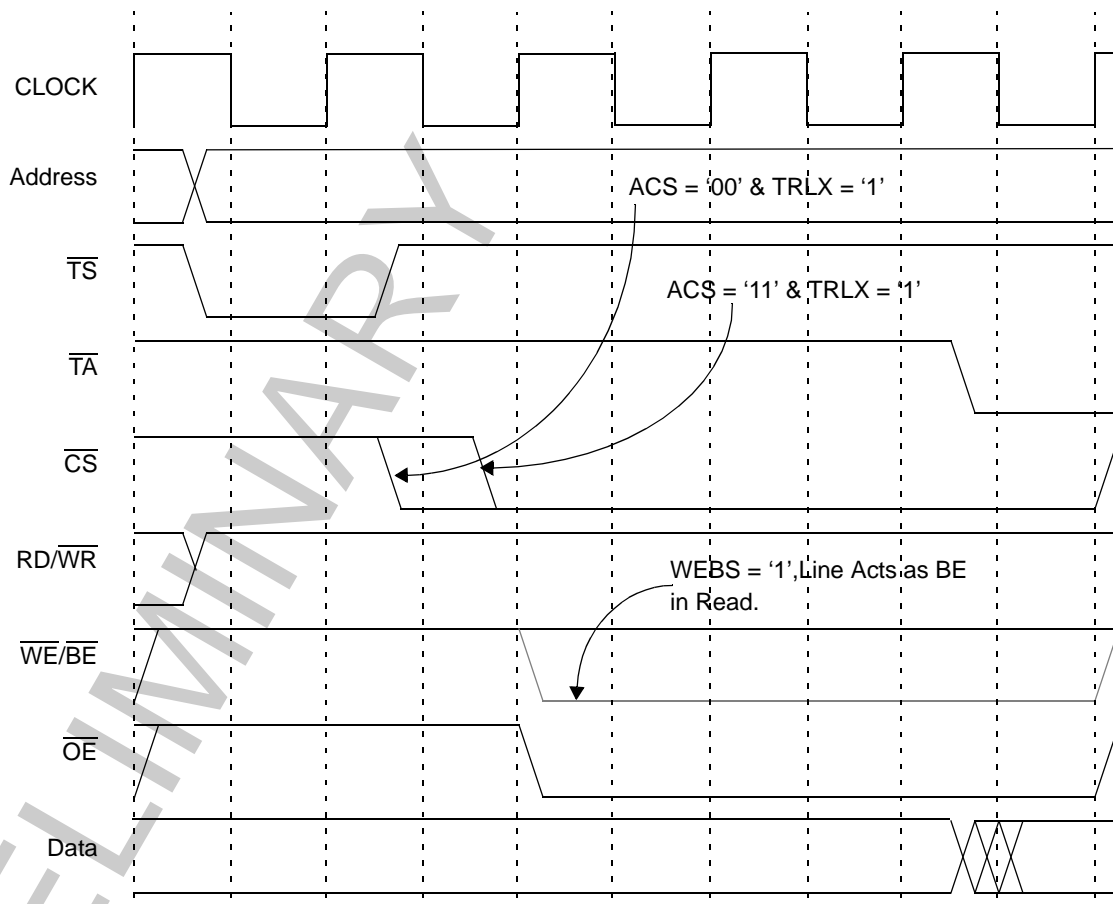 CLOCK
Address
ACS = ‘00’ & TRLX = ‘1’
TS
ACS = ‘11’ & TRLX = ‘1’
TA
CS
RD/WR
WEBS = ‘1’,Line Acts as BE
in Read.
WE/BE
OE
Data
ELIMINARY